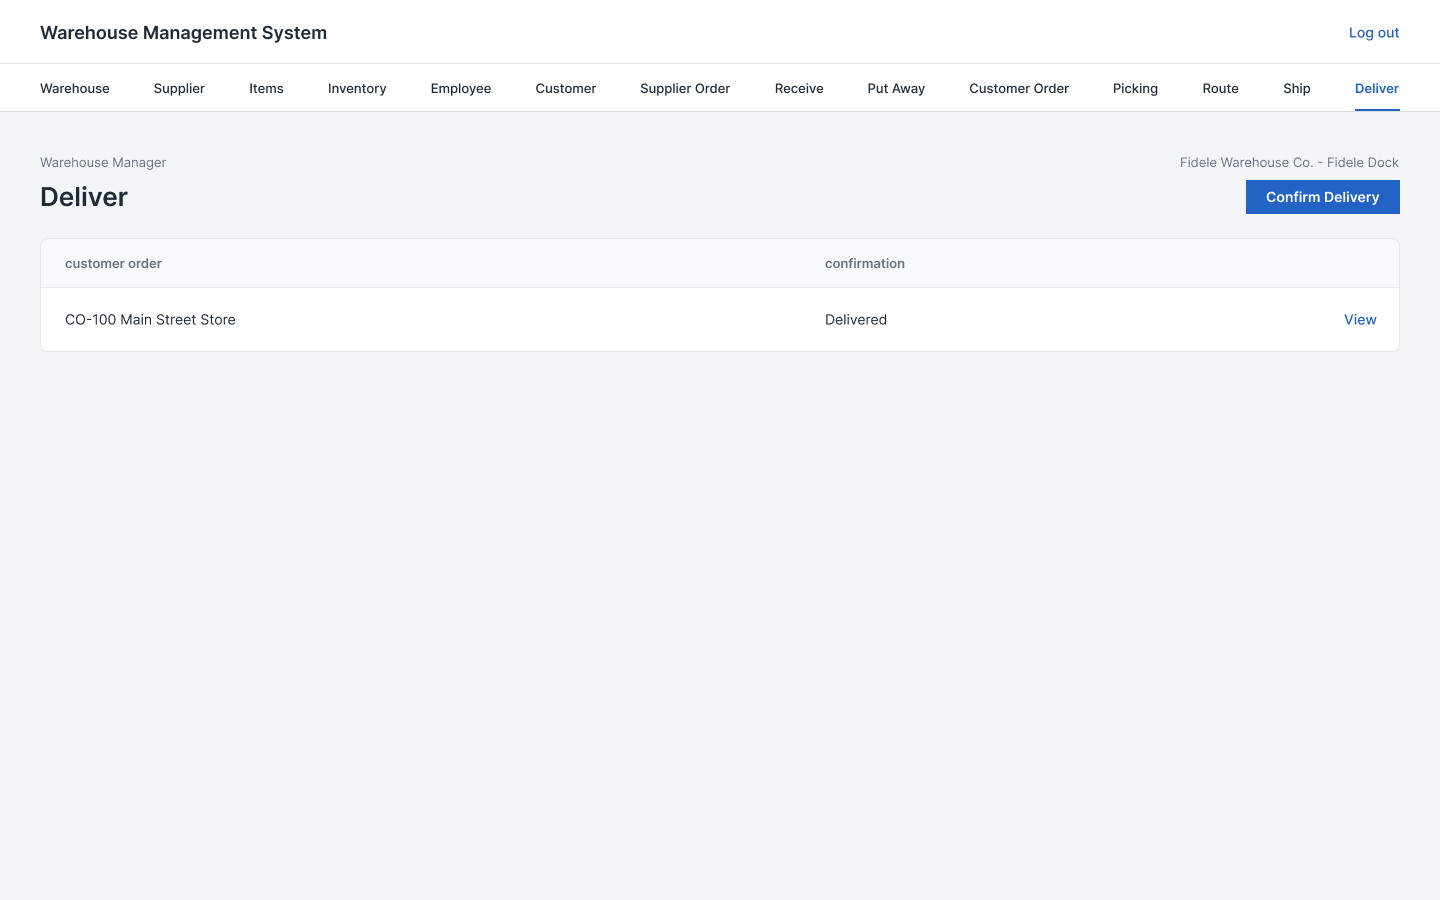 Warehouse Management System
Log out
Warehouse Supplier Items Inventory Employee Customer Supplier Order Receive Put Away Customer Order Picking Route Ship Deliver
Warehouse Manager
Fidele Warehouse Co. - Fidele Dock
Deliver
Confirm Delivery
customer order confirmation
CO-100 Main Street Store Delivered View